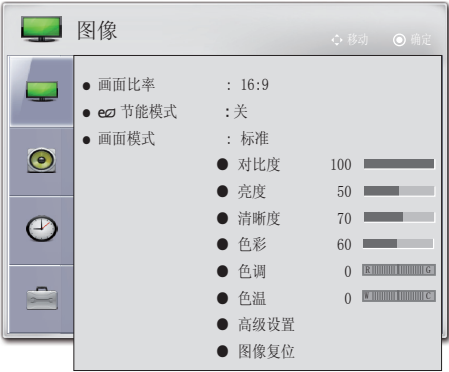 图像
移动 确定
● 画面比率 : 16:9
● e 节能模式 : 关
● 画面模式 : 标准
● 对比度 100
● 亮度 50
● 清晰度 70
● 色彩 60
● 色调 0 R G
● 色温 0 W C
● 高级设置
● 图像复位